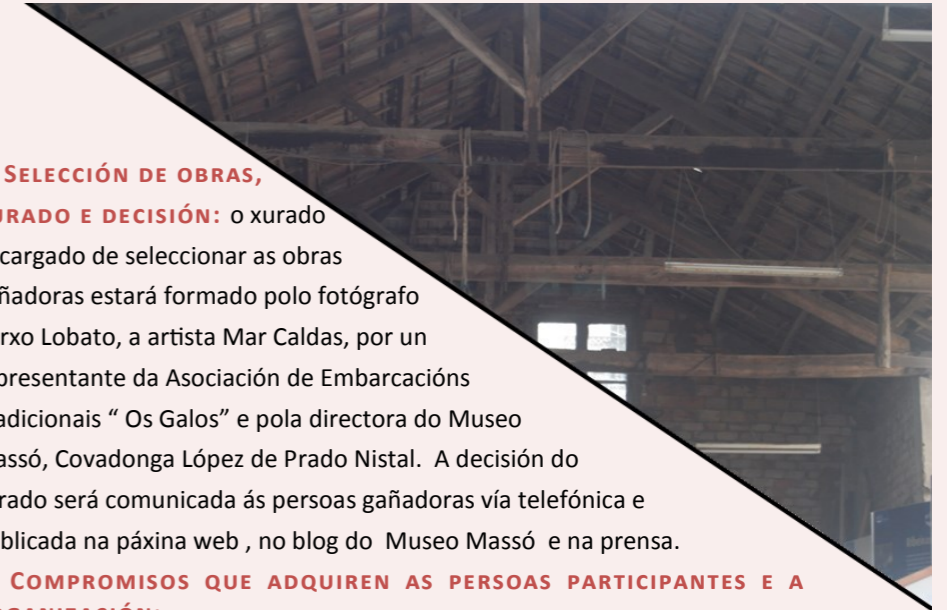 SELECCIÓN DE OBRAS,
URADO E DECISIÓN: o xurado
cargado de seleccionar as obras
ñadoras estará formado polo fotógrafo
rxo Lobato, a artista Mar Caldas, por un
presentante da Asociación de Embarcacións
adicionais “ Os Galos” e pola directora do Museo
assó, Covadonga López de Prado Nistal. A decisión do
rado será comunicada ás persoas gañadoras vía telefónica e
blicada na páxina web , no blog do Museo Massó e na prensa.
COMPROMISOS QUE ADQUIREN AS PERSOAS PARTICIPANTES E A